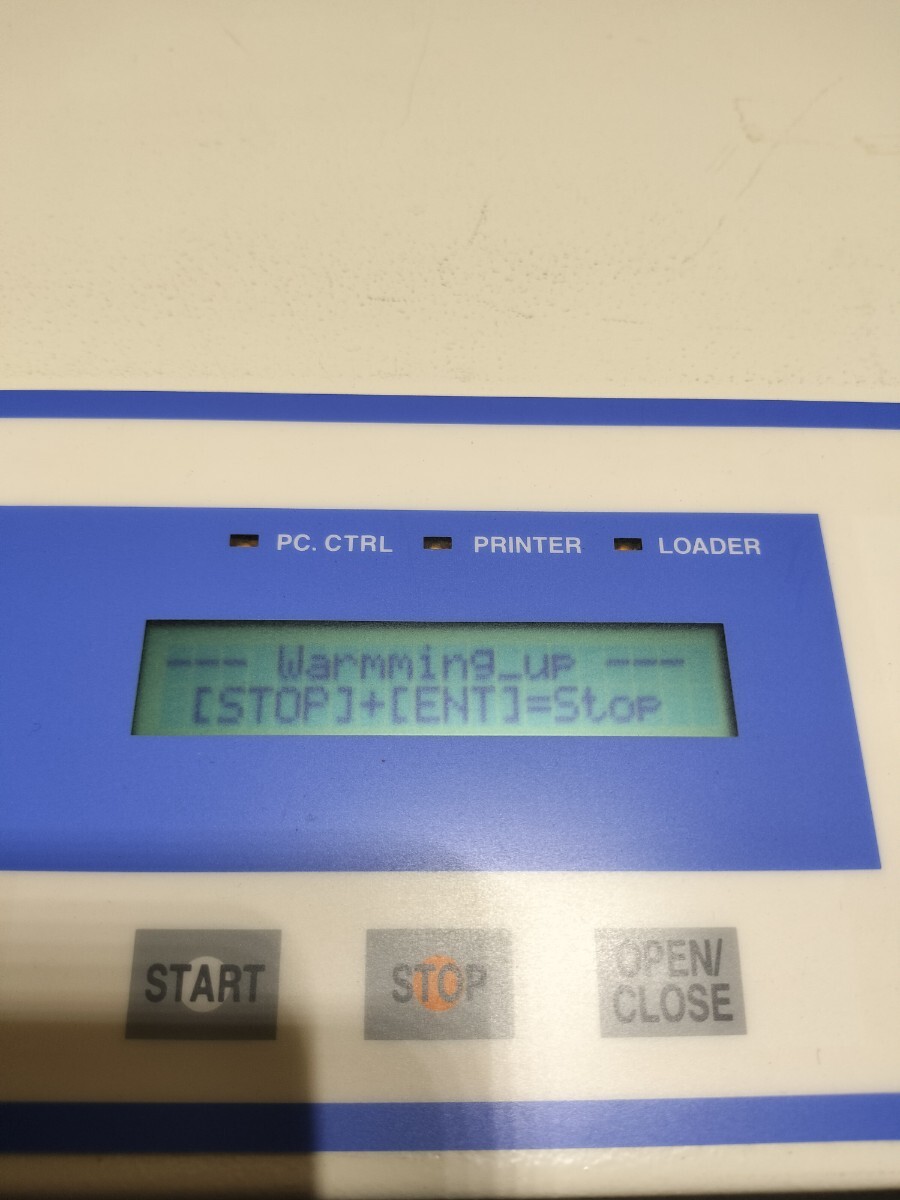 PC. CTRL PRINTER LOADER
--- Warmming_up ---
[STOP]+[ENT]=Stop
START STOP OPEN/
CLOSE